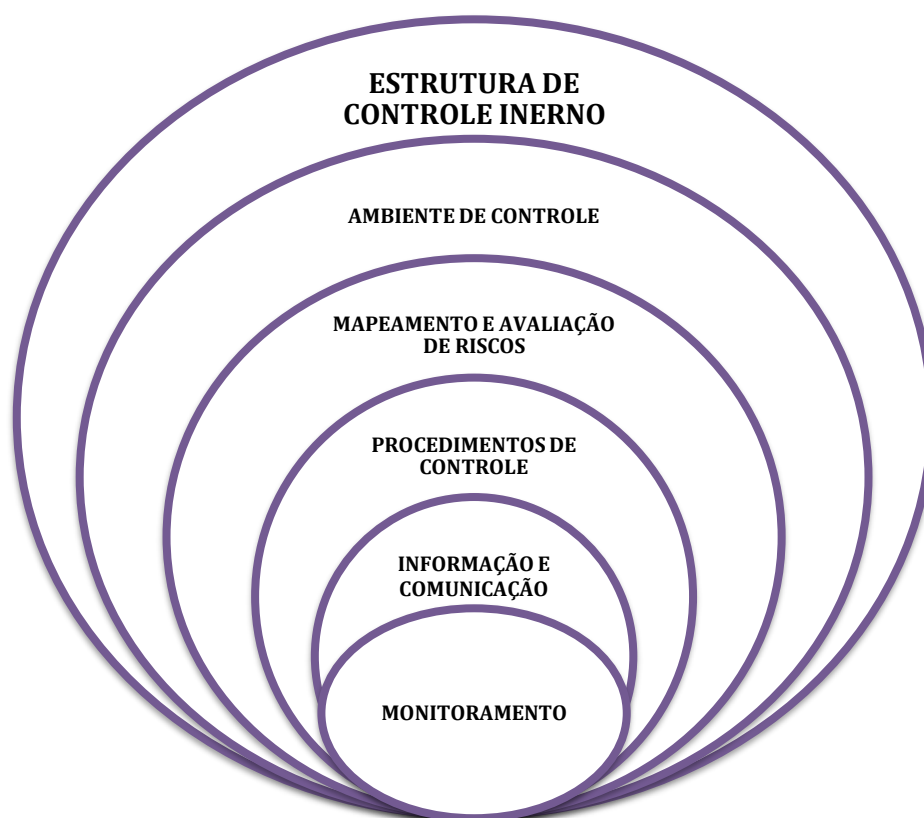 ESTRUTURA DE
CONTROLE INERNO
AMBIENTE DE CONTROLE
MAPEAMENTO E AVALIAÇÃO
DE RISCOS
PROCEDIMENTOS DE
CONTROLE
INFORMAÇÃO E
COMUNICAÇÃO
MONITORAMENTO